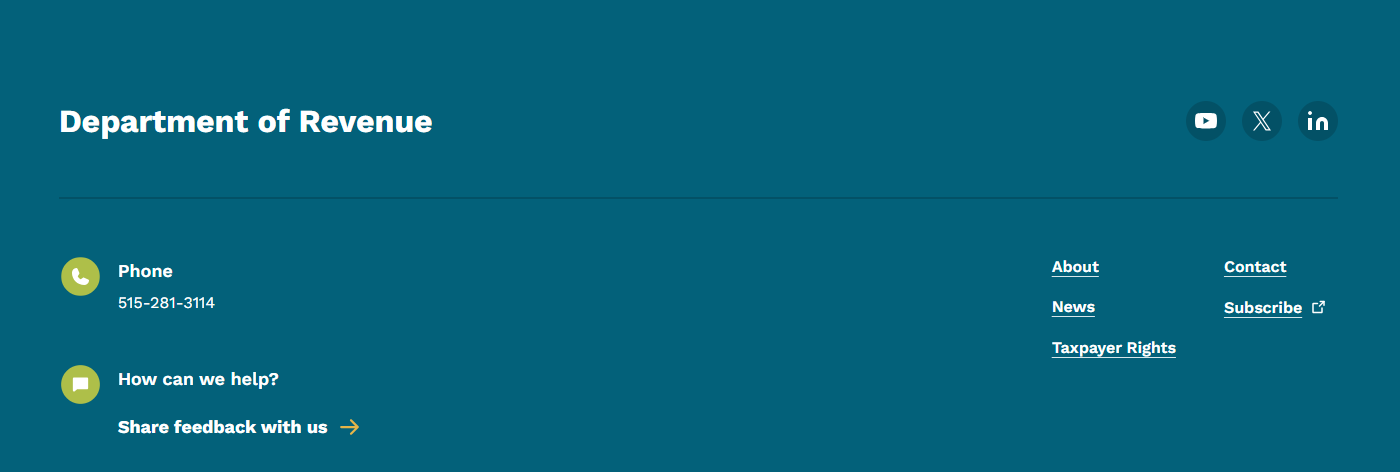 Department of Revenue
Phone
515-281-3114
How can we help?
Share feedback with us
About
News
Taxpayer Rights
Contact
Subscribe